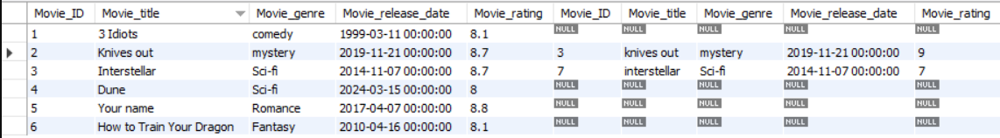 Movie_ID Movie_title Movie_genre Movie_release_date Movie_rating Movie_ID Movie_title Movie_genre Movie_release_date Movie_rating
1 3 Idiots comedy 1999-03-11 00:00:00 8.1 NULL NULL NULL NULL NULL
2 Knives out mystery 2019-11-21 00:00:00 8.7 3 knives out mystery 2019-11-21 00:00:00 9
3 Interstellar Sci-fi 2014-11-07 00:00:00 8.7 7 interstellar Sci-fi 2014-11-07 00:00:00 7
4 Dune Sci-fi 2024-03-15 00:00:00 8 NULL NULL NULL NULL NULL
5 Your name Romance 2017-04-07 00:00:00 8.8 NULL NULL NULL NULL NULL
6 How to Train Your Dragon Fantasy 2010-04-16 00:00:00 8.1 NULL NULL NULL NULL NULL